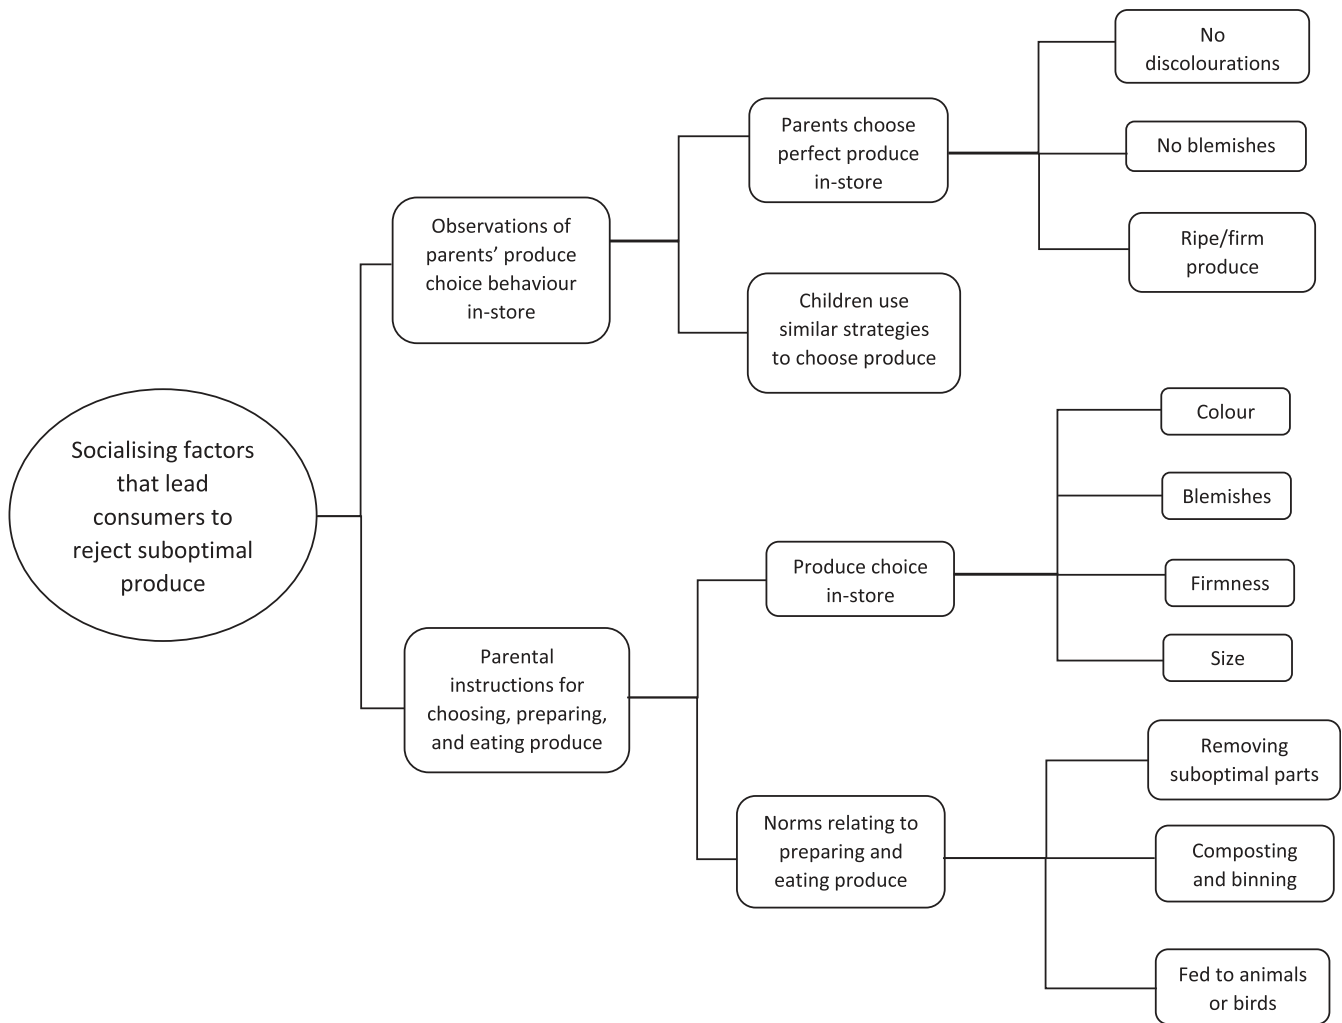 Socialising factors
that lead
consumers to
reject suboptimal
produce
Observations of
parents’ produce
choice behaviour
in-store
Parents choose
perfect produce
in-store
No
discolourations
No blemishes
Ripe/firm
produce
Children use
similar strategies
to choose produce
Parental
instructions for
choosing, preparing,
and eating produce
Produce choice
in-store
Colour
Blemishes
Firmness
Size
Norms relating to
preparing and
eating produce
Removing
suboptimal parts
Composting
and binning
Fed to animals
or birds